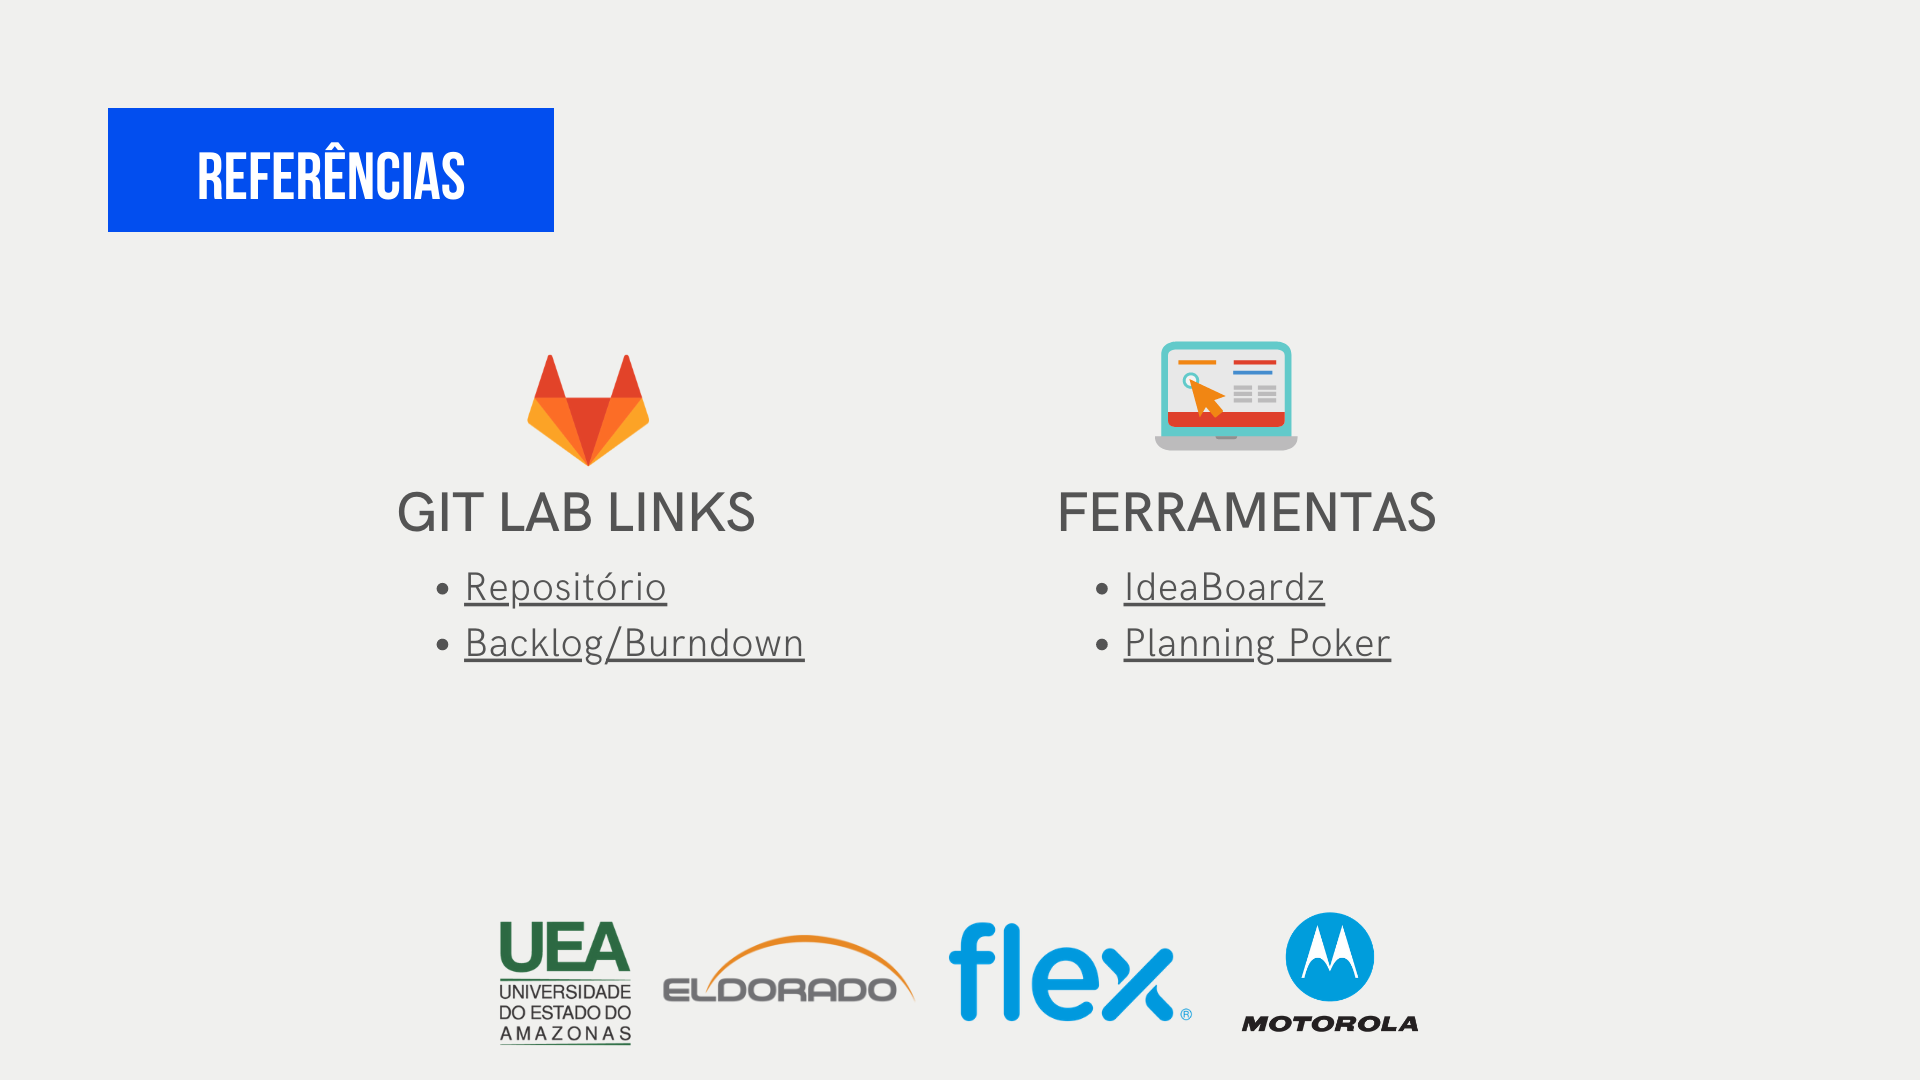 REFERÊNCIAS
GIT LAB LINKS
• Repositório
• Backlog/Burndown
FERRAMENTAS
• IdeaBoardz
• Planning Poker
UEA
UNIVERSIDADE
DO ESTADO DO
AMAZONAS
ELDORADO
flex®
MOTOROLA